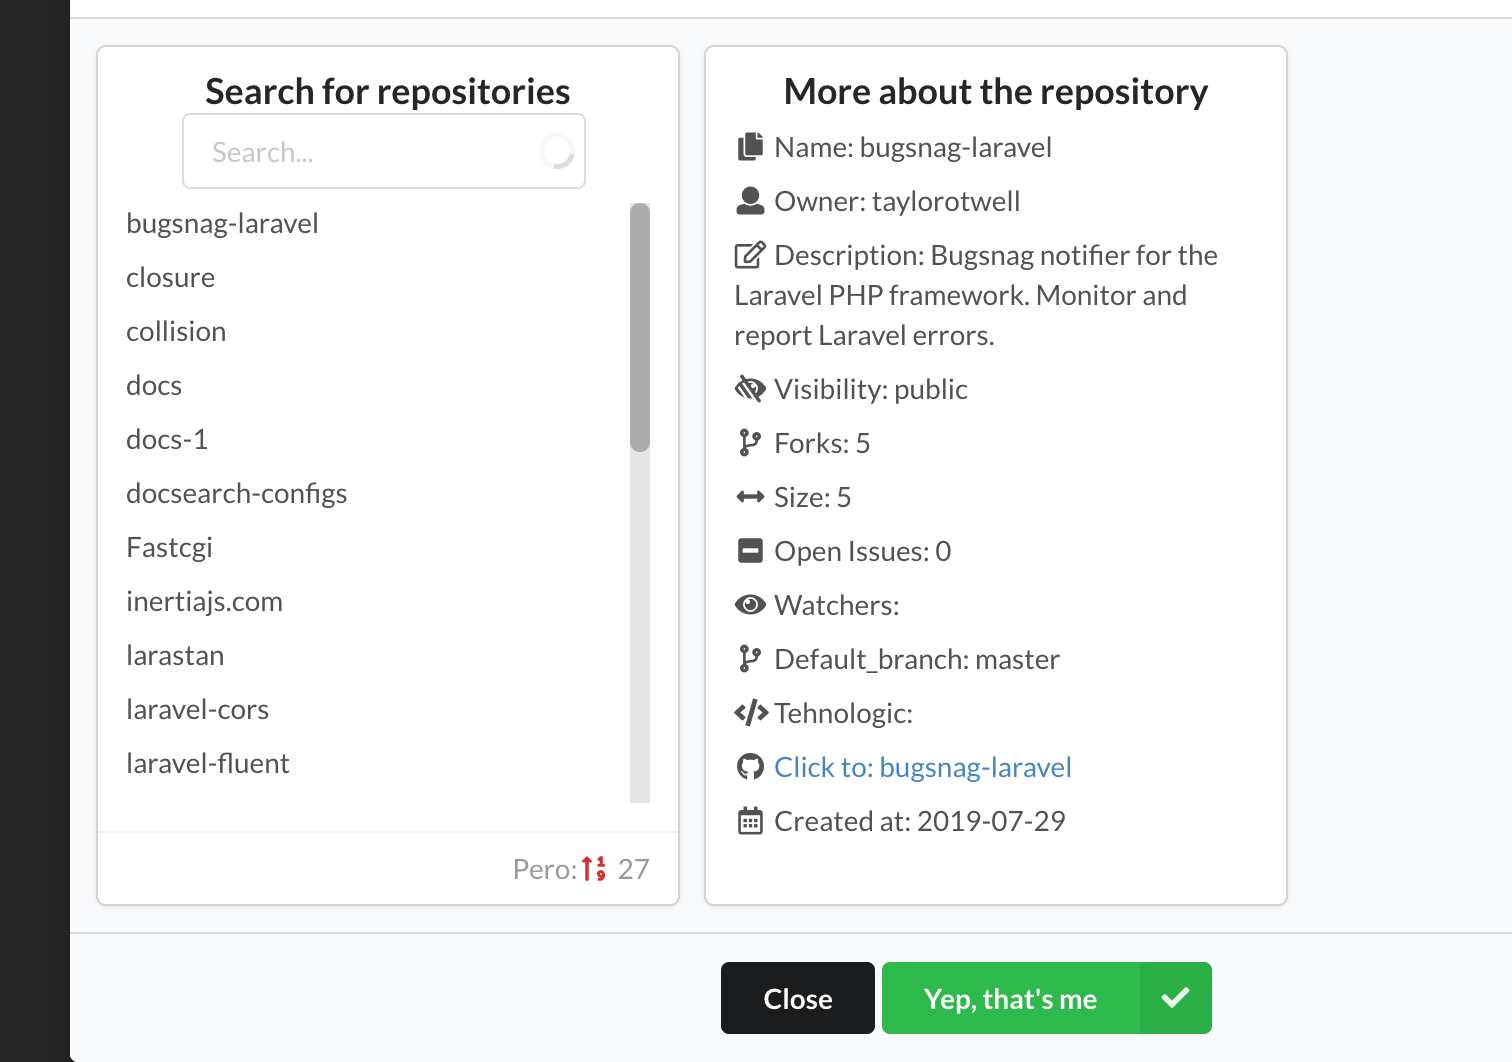 Search for repositories
Search...
bugsnag-laravel
closure
collision
docs
docs-1
docsearch-configs
Fastcgi
inertiajs.com
larastan
laravel-cors
laravel-fluent
Pero: 27
More about the repository
Name: bugsnag-laravel
Owner: taylorotwell
Description: Bugsnag notifier for the
Laravel PHP framework. Monitor and
report Laravel errors.
Visibility: public
Forks: 5
Size: 5
Open Issues: 0
Watchers:
Default_branch: master
Tehnologic:
Click to: bugsnag-laravel
Created at: 2019-07-29
Close
Yep, that's me